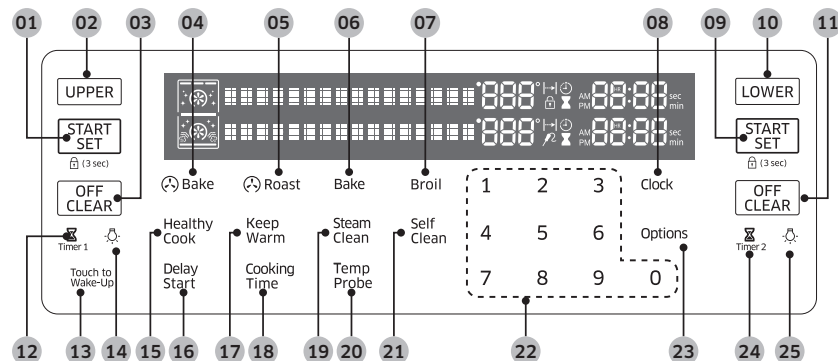 01 02 03 04 05 06 07 08 09 10 11
UPPER
START
SET
(3 sec)
OFF
CLEAR
Timer 1
Touch to
Wake-Up
AM
PM
sec
min
AM
PM
sec
min
Bake
Roast
Bake
Broil
Healthy
Cook
Keep
Warm
Steam
Clean
Self
Clean
Delay
Start
Cooking
Time
Temp
Probe
1 2 3
4 5 6
7 8 9 0
Clock
Options
LOWER
START
SET
(3 sec)
OFF
CLEAR
Timer 2
12 13 14 15 16 17 18 19 20 21 22 23 24 25